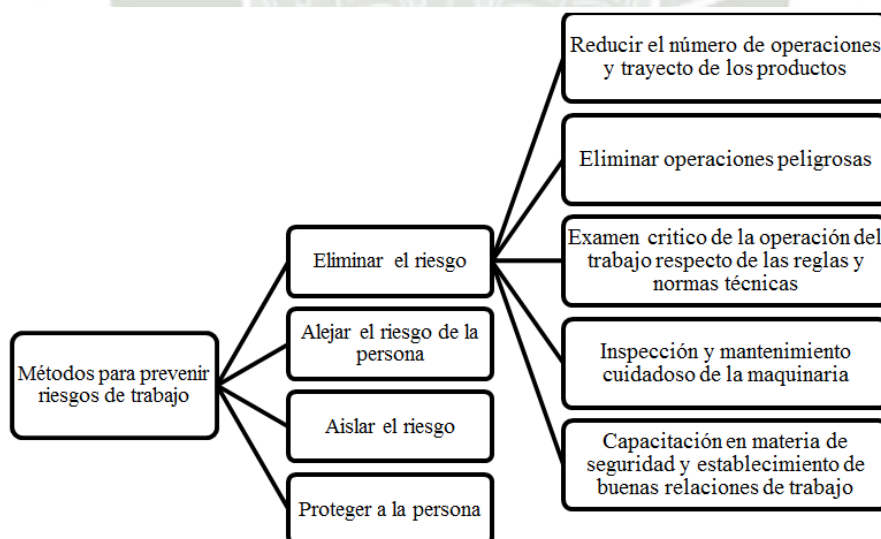 Métodos para prevenir
riesgos de trabajo
Eliminar el riesgo
Alejar el riesgo de la
persona
Aislar el riesgo
Proteger a la persona
Reducir el número de operaciones
y trayecto de los productos
Eliminar operaciones peligrosas
Examen critico de la operación del
trabajo respecto de las reglas y
normas técnicas
Inspección y mantenimiento
cuidadoso de la maquinaria
Capacitación en materia de
seguridad y establecimiento de
buenas relaciones de trabajo